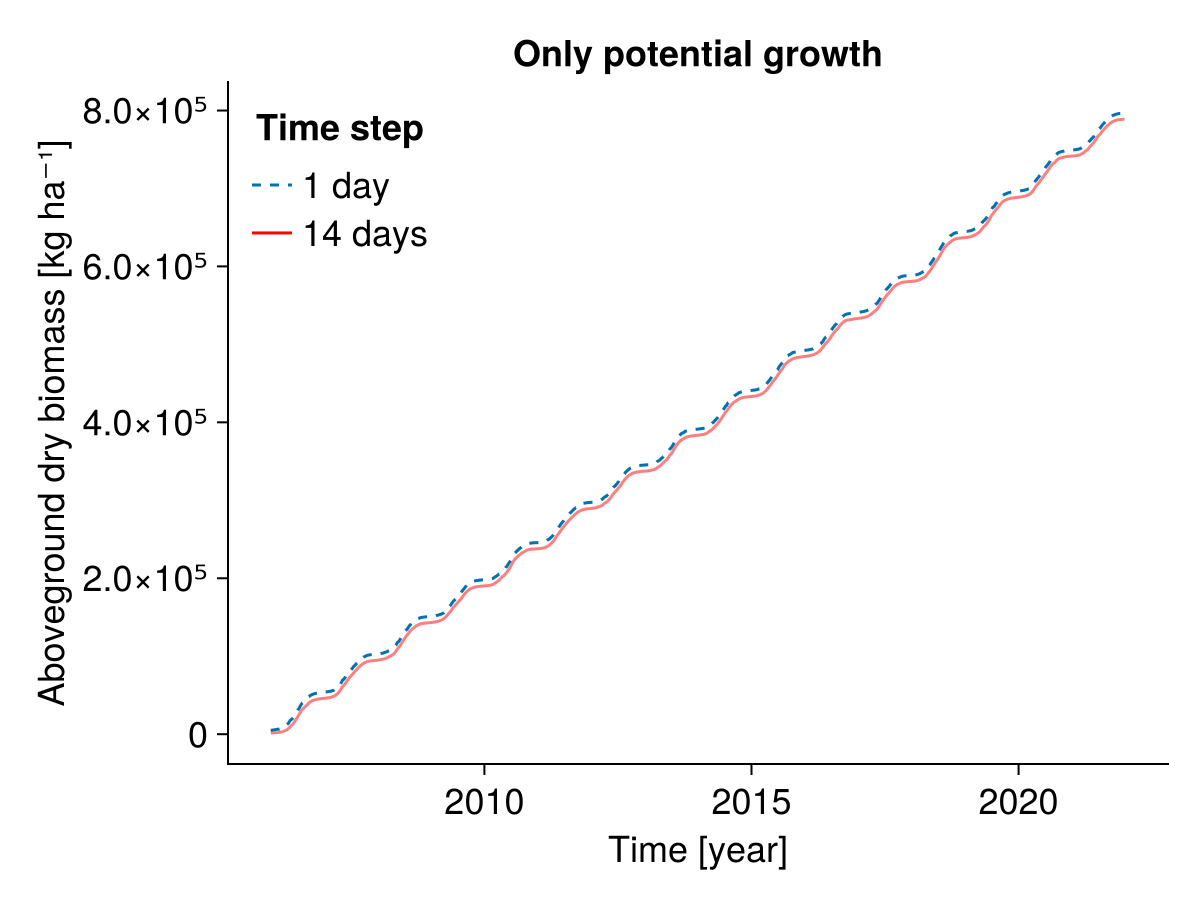 Only potential growth
Aboveground dry biomass [kg ha⁻¹]
8.0×10⁵
6.0×10⁵
4.0×10⁵
2.0×10⁵
0
Time step
1 day
14 days
2010
2015
2020
Time [year]